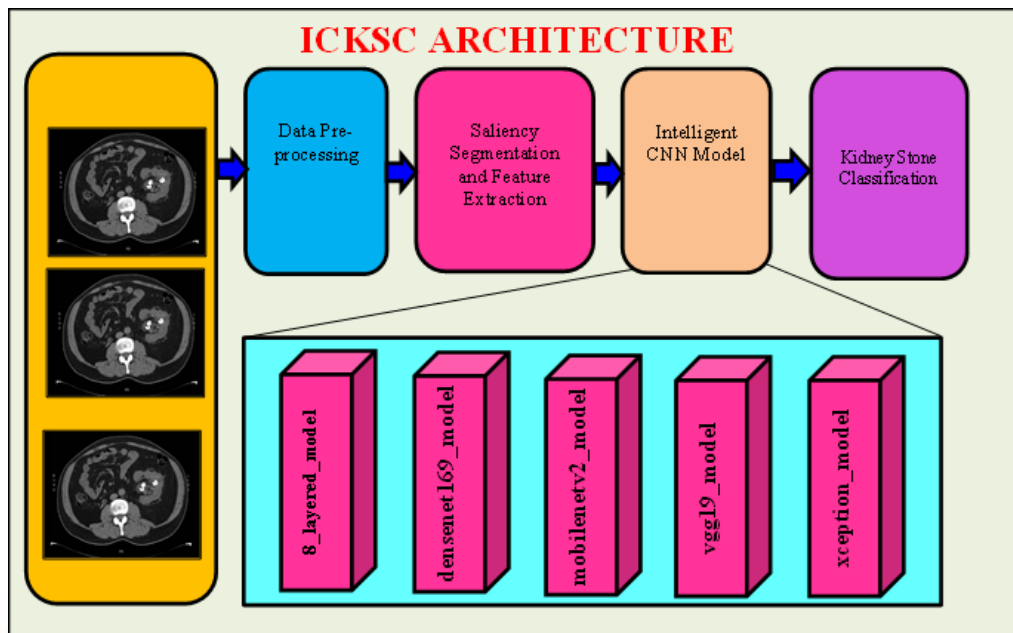 ICKSC ARCHITECTURE
Data Pre-
processing
Saliency
Segmentation
and Feature
Extraction
Intelligent
CNN Model
Kidney Stone
Classification
8_layered_model
densenet169_model
mobilenetv2_model
vgg19_model
xception_model